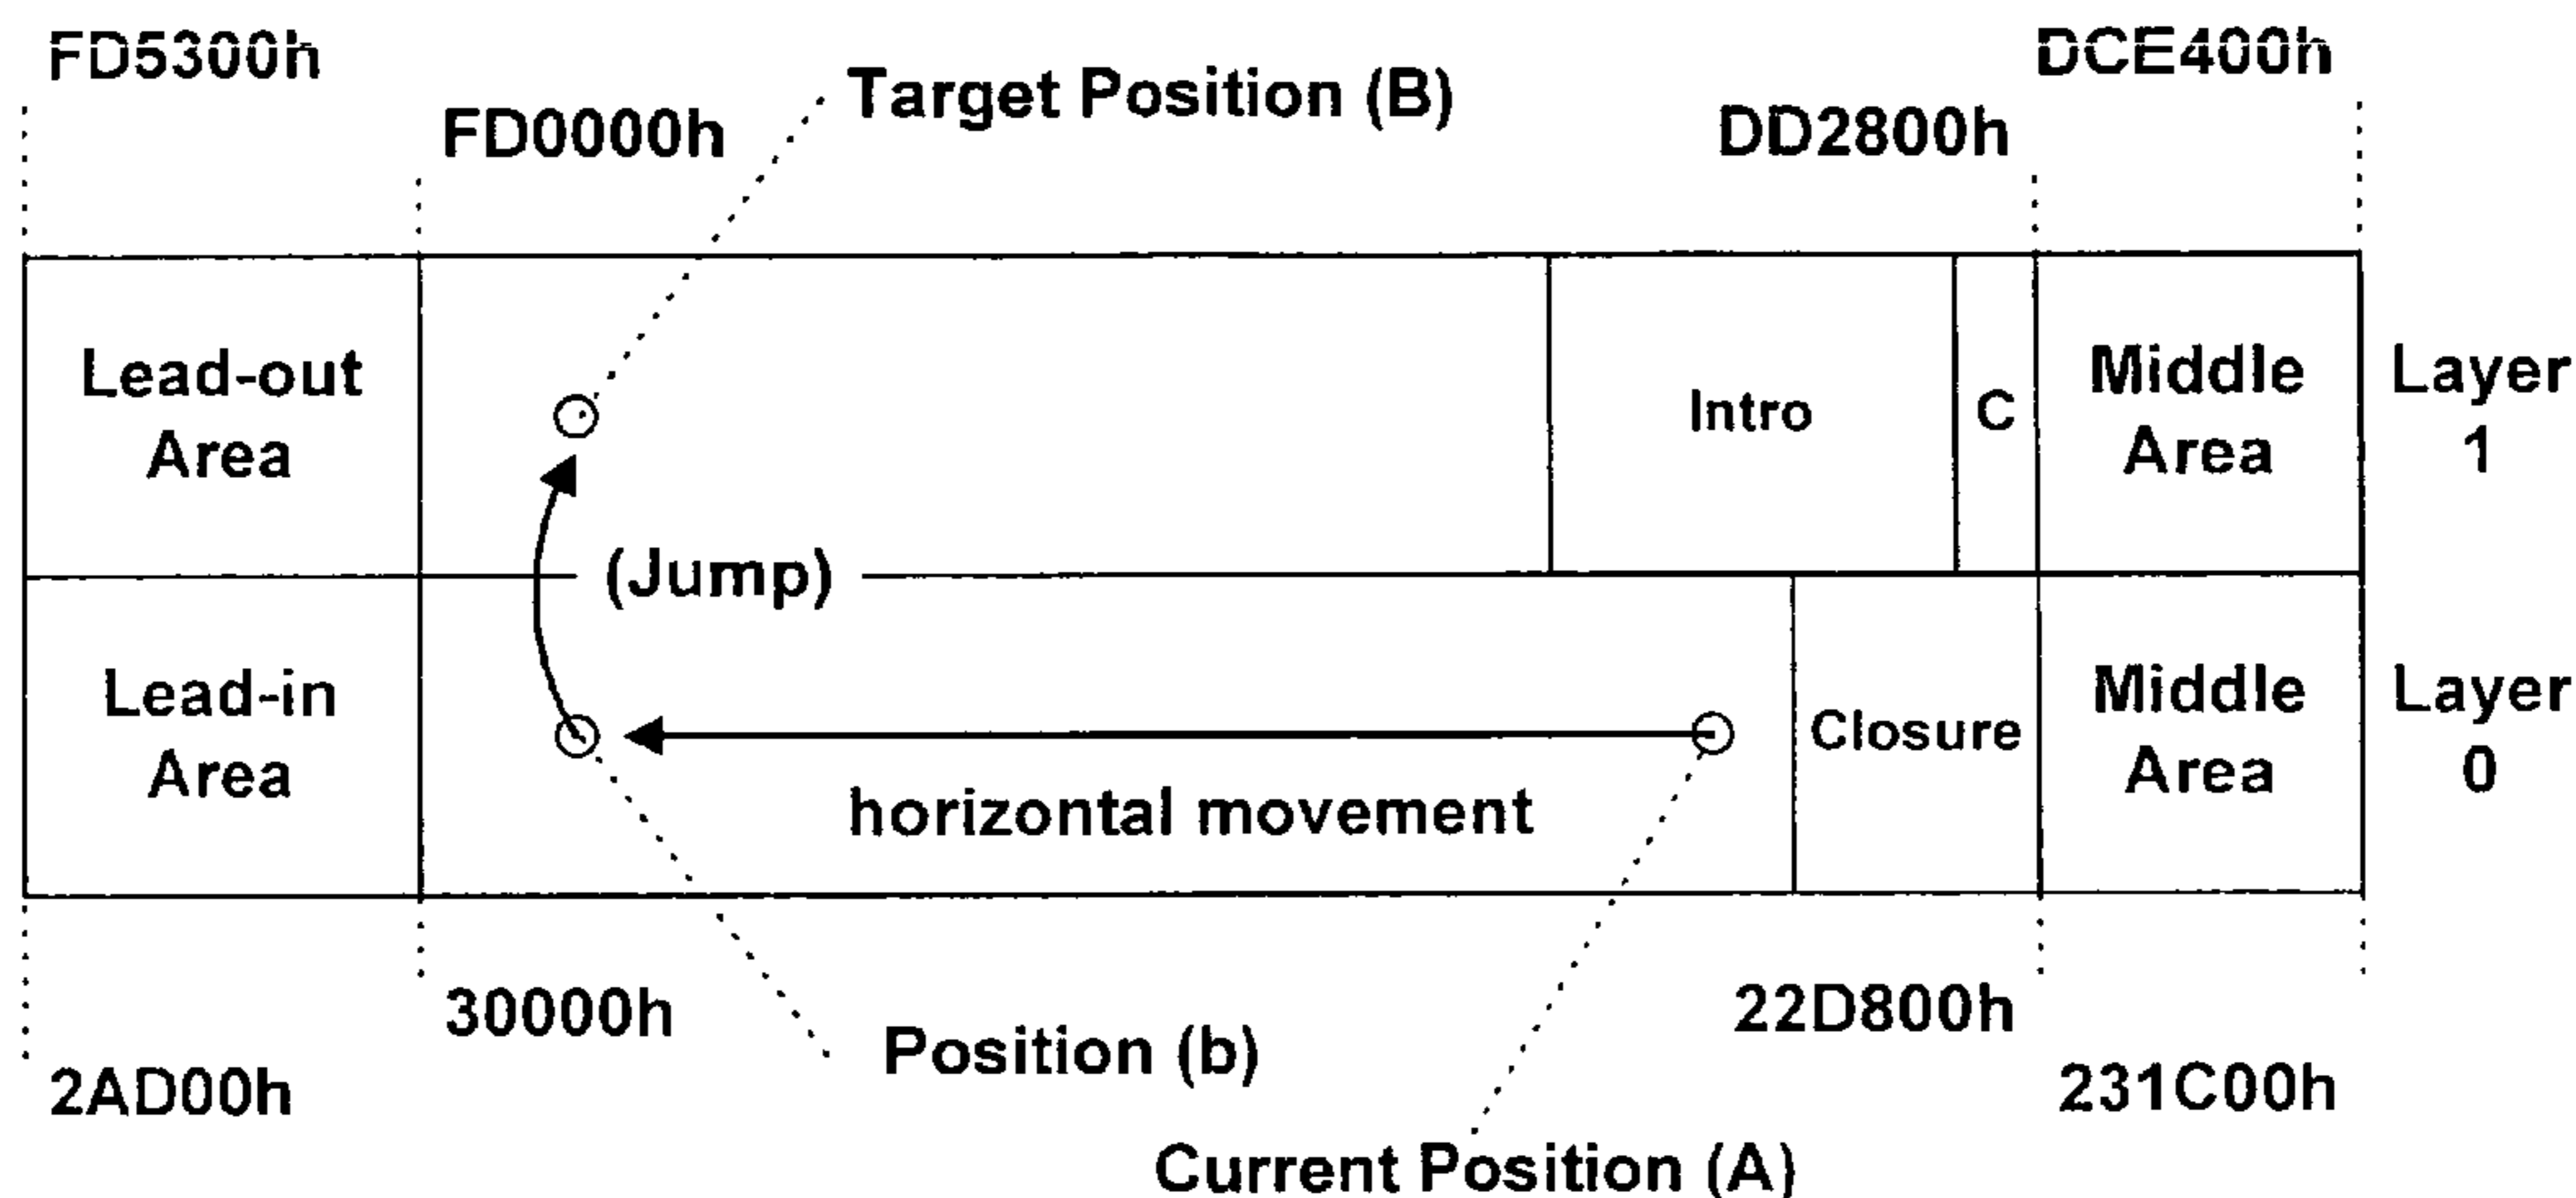 FD5300h
DCE400h
Target Position (B)
FD0000h
DD2800h
Lead-out
Area
Intro
C
Middle
Area
Layer
1
(Jump)
Lead-in
Area
Closure
Middle
Area
Layer
0
horizontal movement
30000h
22D800h
Position (b)
2AD00h
231C00h
Current Position (A)